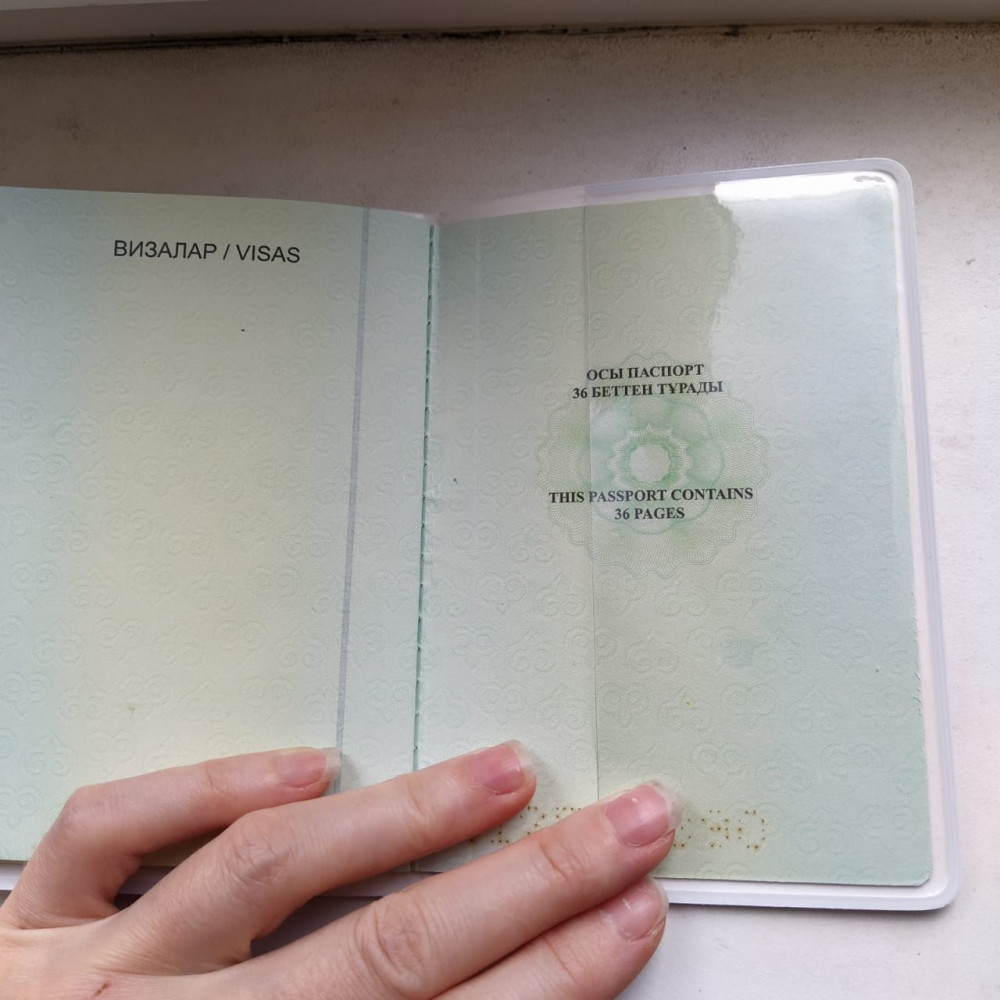 ВИЗАЛАР / VISAS
ОСЫ ПАСПОРТ
36 БЕТТЕН ТҰРАДЫ
THIS PASSPORT CONTAINS
36 PAGES